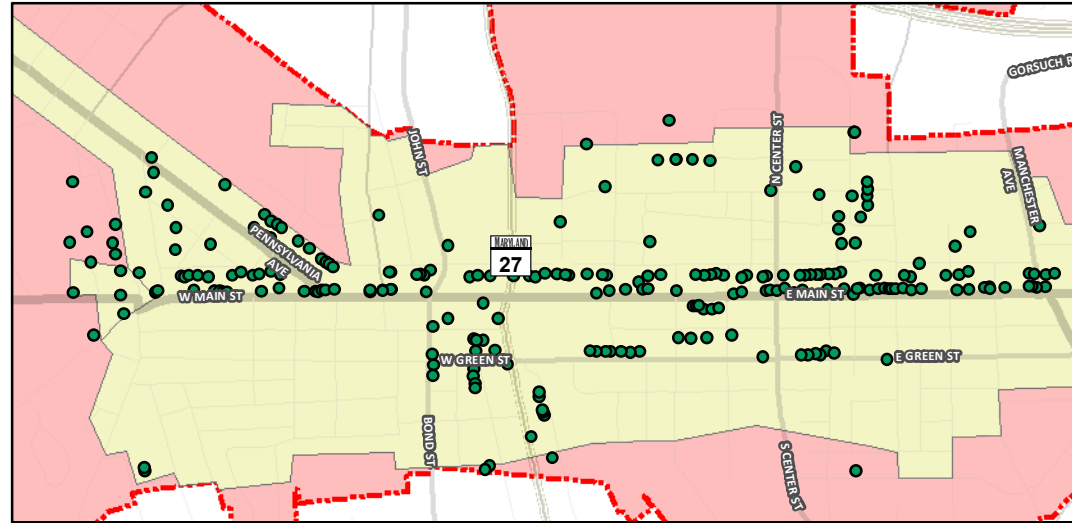 GORSUCH R
JOHN ST
N CENTER ST
MANCHESTER
AVE
PENNSYLVANIA
AVE
MARYLAND
27
W MAIN ST
E MAIN ST
W GREEN ST
E GREEN ST
BOND ST
S CENTER ST